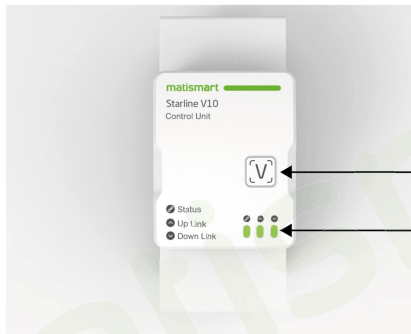 matismart
Starline V10
Control Unit
[V]
Status
Up Link
Down Link